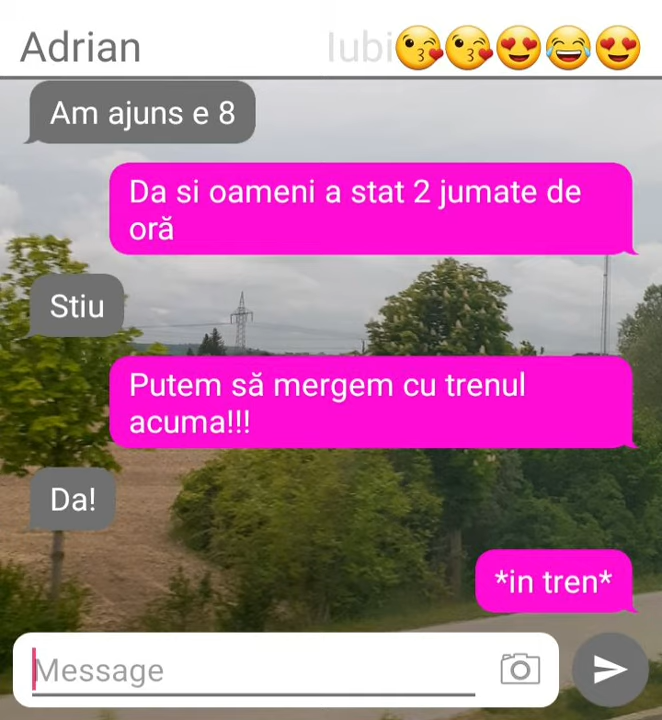 Adrian Iubi😘😘😍😂😍
Am ajuns e 8
Da si oameni a stat 2 jumate de
oră
Stiu
Putem să mergem cu trenul
acuma!!!
Da!
*in tren*
Message